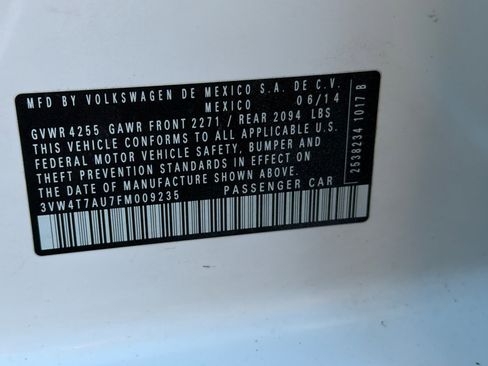 MFD BY VOLKSWAGEN DE MEXICO S.A. DE C.V.
MEXICO 06/14
GVWR 4255 GAWR FRONT 2271 / REAR 2094 LBS
THIS VEHICLE CONFORMS TO ALL APPLICABLE U.S.
FEDERAL MOTOR VEHICLE SAFETY, BUMPER AND
THEFT PREVENTION STANDARDS IN EFFECT ON
THE DATE OF MANUFACTURE SHOWN ABOVE.
3VW4T7AU7FM009235 PASSENGER CAR
2538234 1017 B